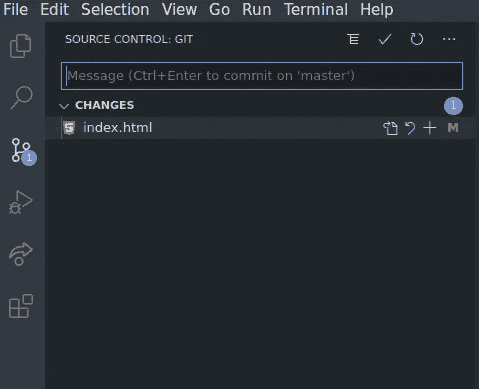 File Edit Selection View Go Run Terminal Help
SOURCE CONTROL: GIT
Message (Ctrl+Enter to commit on 'master')
CHANGES 1
index.html M
1